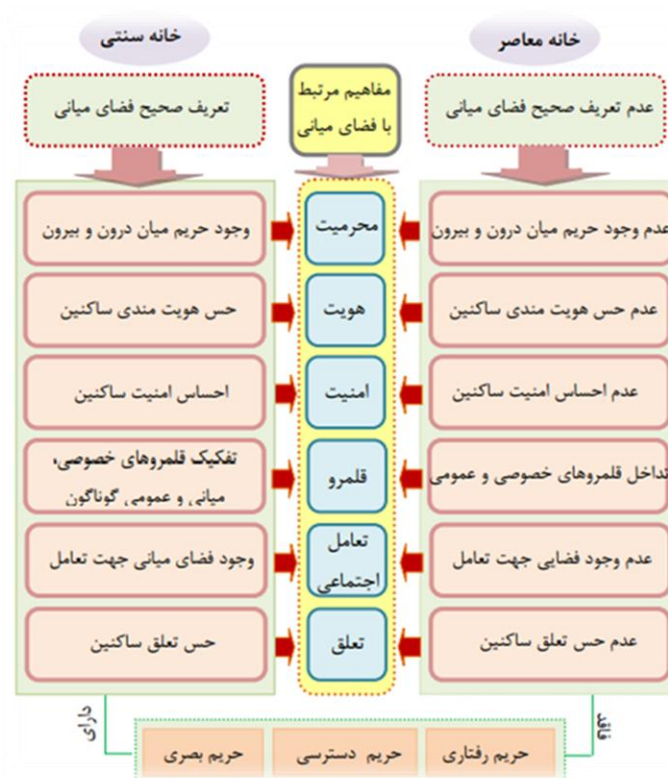 خانه معاصر
خانه سنتی
عدم تعریف صحیح فضای میانی
مفاهیم مرتبط
با فضای میانی
تعریف صحیح فضای میانی
عدم وجود حریم میان درون و بیرون
محرمیت
وجود حریم میان درون و بیرون
عدم حس هویت مندی ساکنین
هویت
حس هویت مندی ساکنین
عدم احساس امنیت ساکنین
امنیت
احساس امنیت ساکنین
تداخل قلمروهای خصوصی و عمومی
قلمرو
تفکیک قلمروهای خصوصی،
میانی و عمومی گوناگون
عدم وجود فضایی جهت تعامل
تعامل
اجتماعی
وجود فضای میانی جهت تعامل
عدم حس تعلق ساکنین
تعلق
حس تعلق ساکنین
فاقد
دارای
حریم رفتاری
حریم دسترسی
حریم بصری